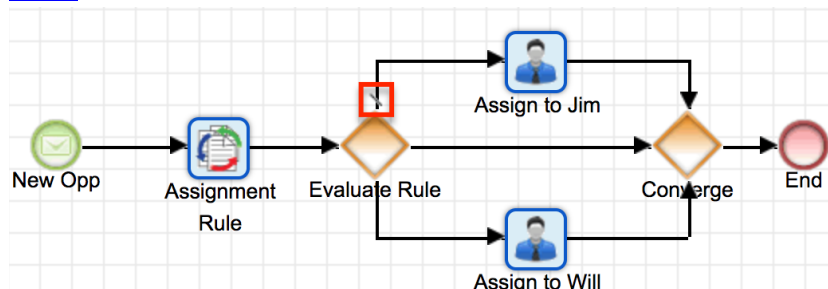 Assign to Jim
New Opp
Assignment
Rule
Evaluate Rule
Converge
End
Assign to Will